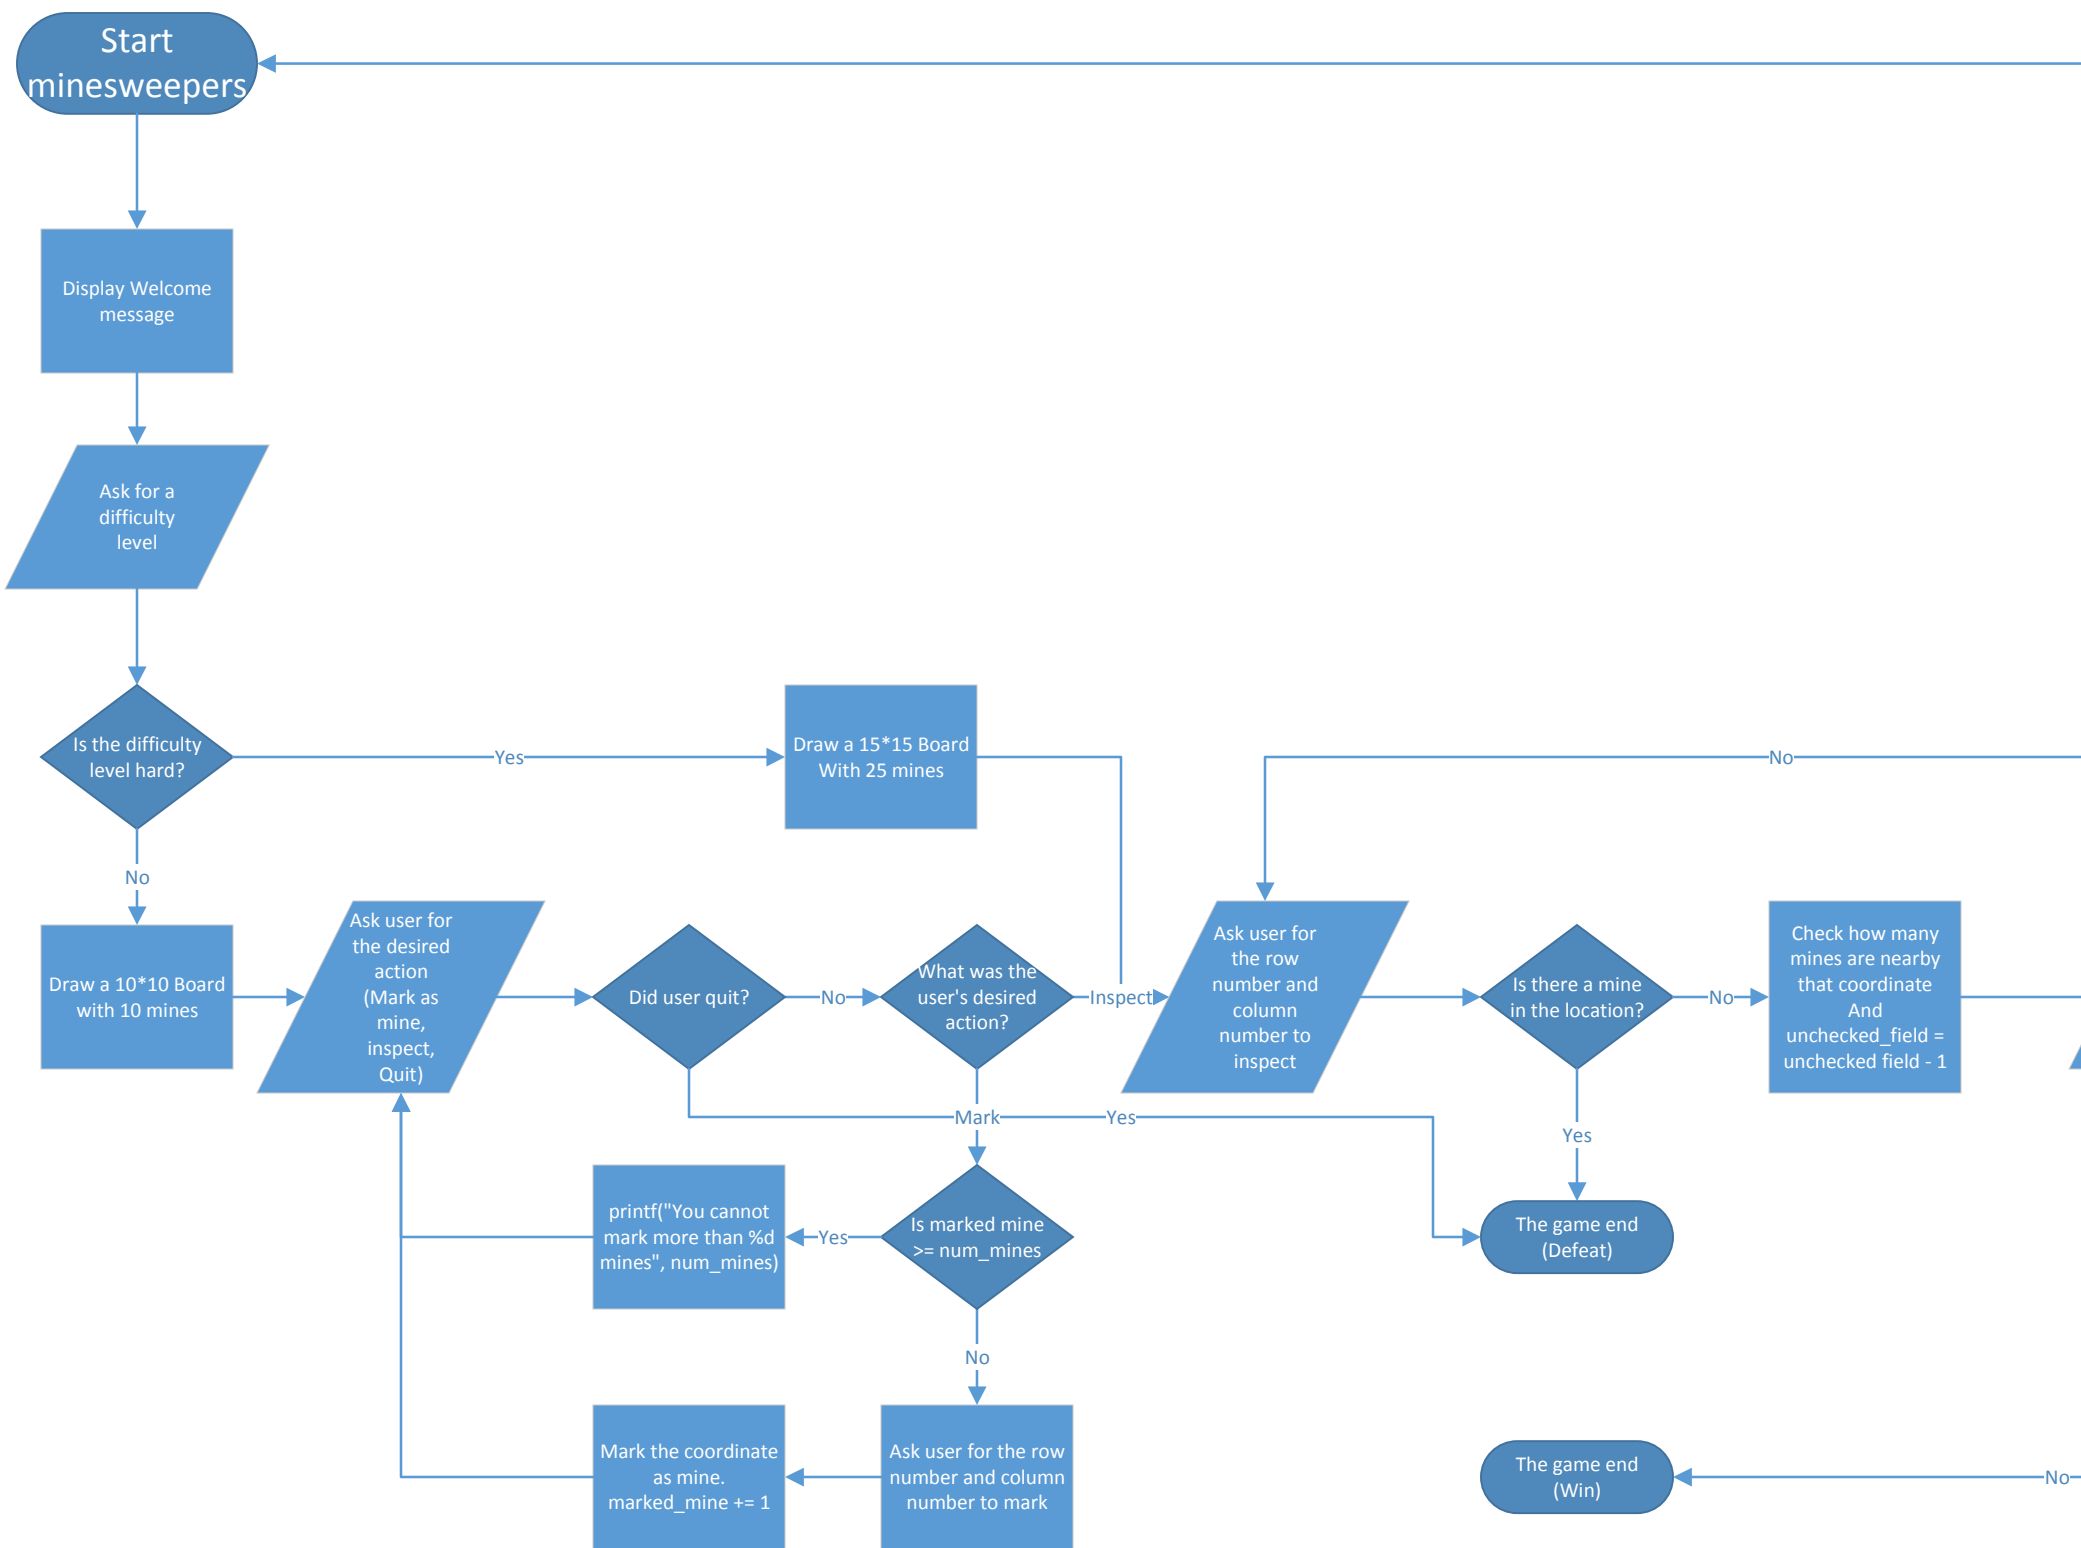 Start
minesweepers
Display Welcome
message
Ask for a
difficulty
level
Is the difficulty
level hard?
Yes
Draw a 15*15 Board
With 25 mines
No
No
Draw a 10*10 Board
with 10 mines
Ask user for
the desired
action
(Mark as
mine,
inspect,
Quit)
Did user quit?
No
What was the
user's desired
action?
Inspect
Ask user for
the row
number and
column
number to
inspect
Is there a mine
in the location?
No
Check how many
mines are nearby
that coordinate
And
unchecked_field =
unchecked field - 1
Mark
Yes
Yes
printf("You cannot
mark more than %d
mines", num_mines)
Yes
Is marked mine
>= num_mines
The game end
(Defeat)
No
Mark the coordinate
as mine.
marked_mine += 1
Ask user for the row
number and column
number to mark
The game end
(Win)
No